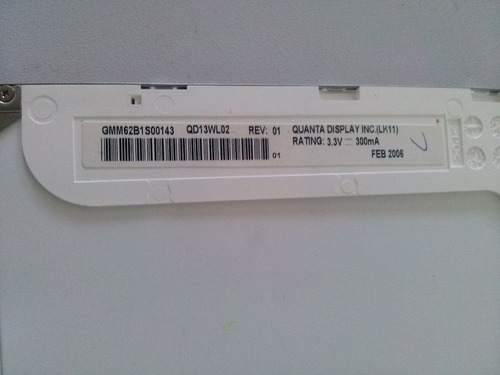 GMM62B1S00143 QD13WL02 REV: 01 QUANTA DISPLAY INC.(LK11)
RATING: 3.3V ⎓ 300mA
01 FEB 2006